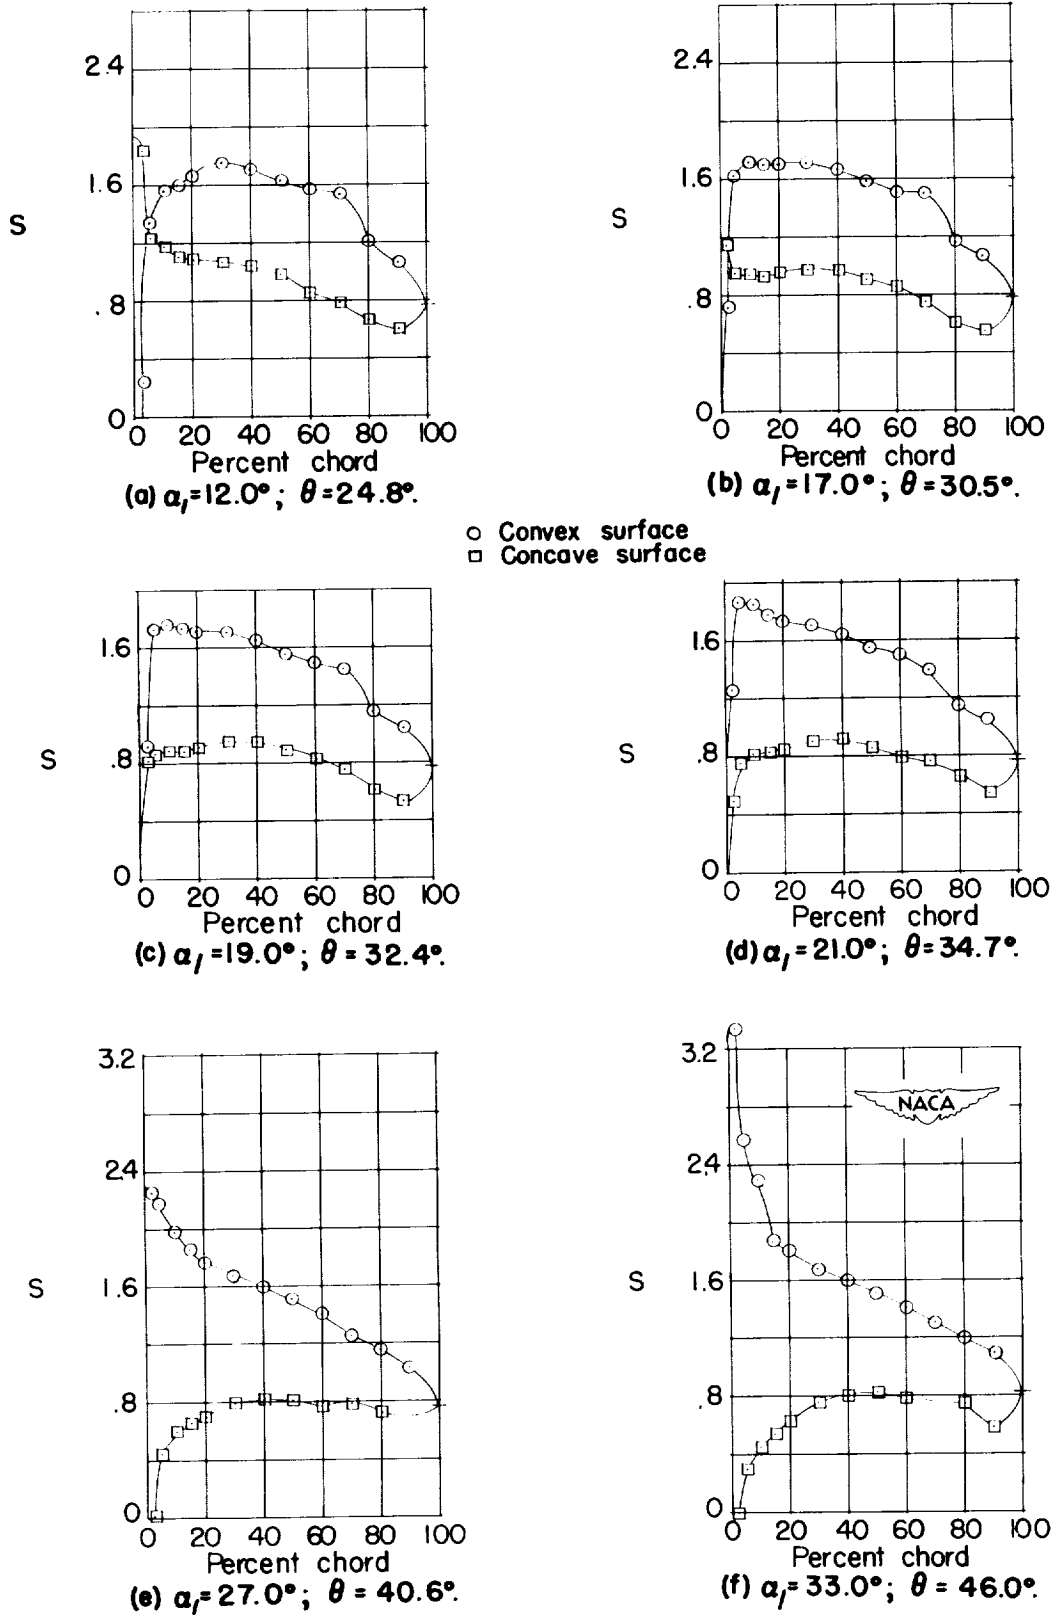 2.4
1.6
S
.8
0
0 20 40 60 80 100
Percent chord
(a) α₁=12.0°; θ=24.8°.
2.4
1.6
S
.8
0
0 20 40 60 80 100
Percent chord
(b) α₁=17.0°; θ=30.5°.
○ Convex surface
□ Concave surface
1.6
S
.8
0
0 20 40 60 80 100
Percent chord
(c) α₁=19.0°; θ=32.4°.
1.6
S
.8
0
0 20 40 60 80 100
Percent chord
(d) α₁=21.0°; θ=34.7°.
3.2
2.4
1.6
S
.8
0
0 20 40 60 80 100
Percent chord
(e) α₁=27.0°; θ=40.6°.
3.2
NACA
2.4
1.6
S
.8
0
0 20 40 60 80 100
Percent chord
(f) α₁=33.0°; θ=46.0°.